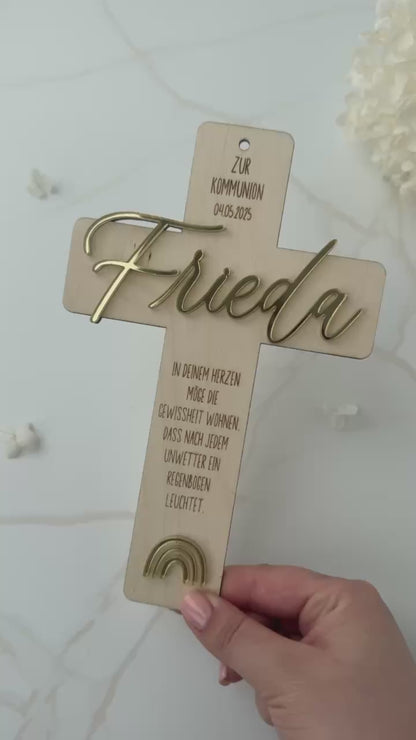 ZUR
KOMMUNION
04.05.2025
Frieda
IN DEINEM HERZEN
MÖGE DIE
GEWISSHEIT WOHNEN,
DASS NACH JEDEM
UNWETTER EIN
REGENBOGEN
LEUCHTET.